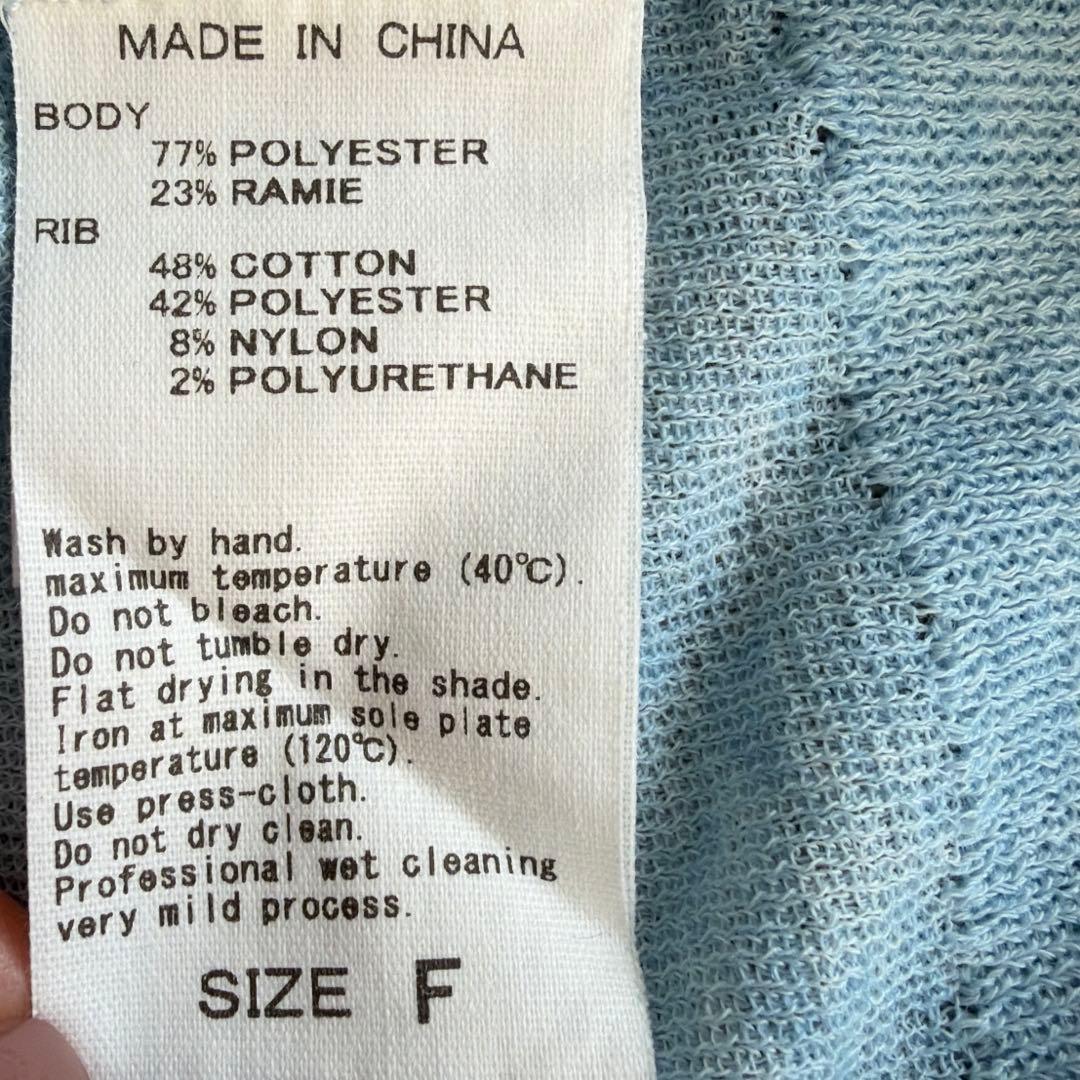 MADE IN CHINA
BODY
77% POLYESTER
23% RAMIE
RIB
48% COTTON
42% POLYESTER
8% NYLON
2% POLYURETHANE
Wash by hand.
maximum temperature (40℃).
Do not bleach.
Do not tumble dry.
Flat drying in the shade.
Iron at maximum sole plate
temperature (120℃).
Use press-cloth.
Do not dry clean.
Professional wet cleaning
very mild process.
SIZE F